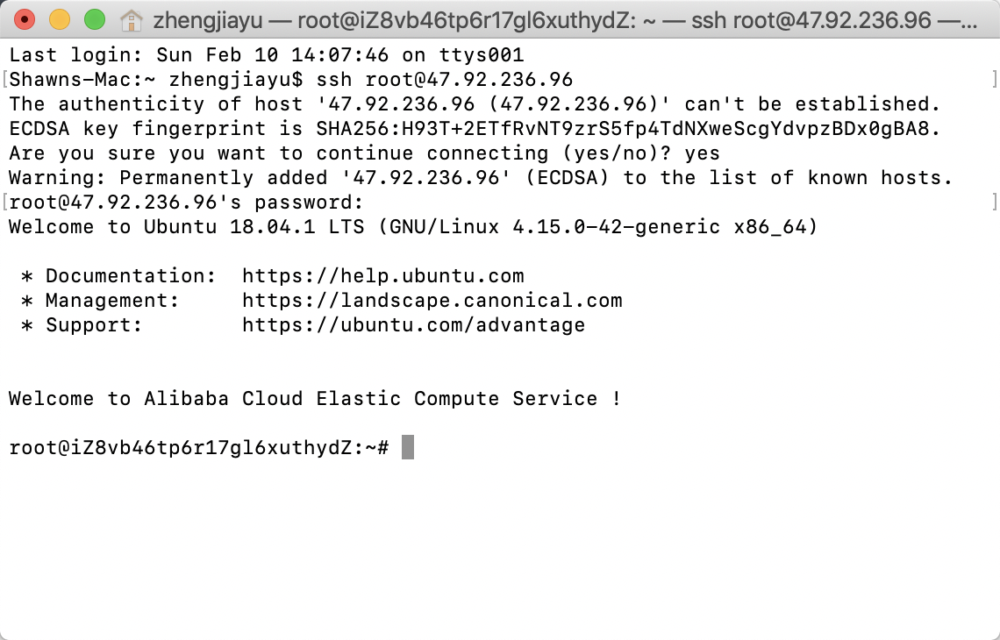 zhengjiayu — root@iZ8vb46tp6r17gl6xuthydZ: ~ — ssh root@47.92.236.96 —...
Last login: Sun Feb 10 14:07:46 on ttys001
[Shawns-Mac:~ zhengjiayu$ ssh root@47.92.236.96 ]
The authenticity of host '47.92.236.96 (47.92.236.96)' can't be established.
ECDSA key fingerprint is SHA256:H93T+2ETfRvNT9zrS5fp4TdNXweScgYdvpzBDx0gBA8.
Are you sure you want to continue connecting (yes/no)? yes
Warning: Permanently added '47.92.236.96' (ECDSA) to the list of known hosts.
[root@47.92.236.96's password: ]
Welcome to Ubuntu 18.04.1 LTS (GNU/Linux 4.15.0-42-generic x86_64)
* Documentation:  https://help.ubuntu.com
* Management:     https://landscape.canonical.com
* Support:        https://ubuntu.com/advantage
Welcome to Alibaba Cloud Elastic Compute Service !
root@iZ8vb46tp6r17gl6xuthydZ:~#